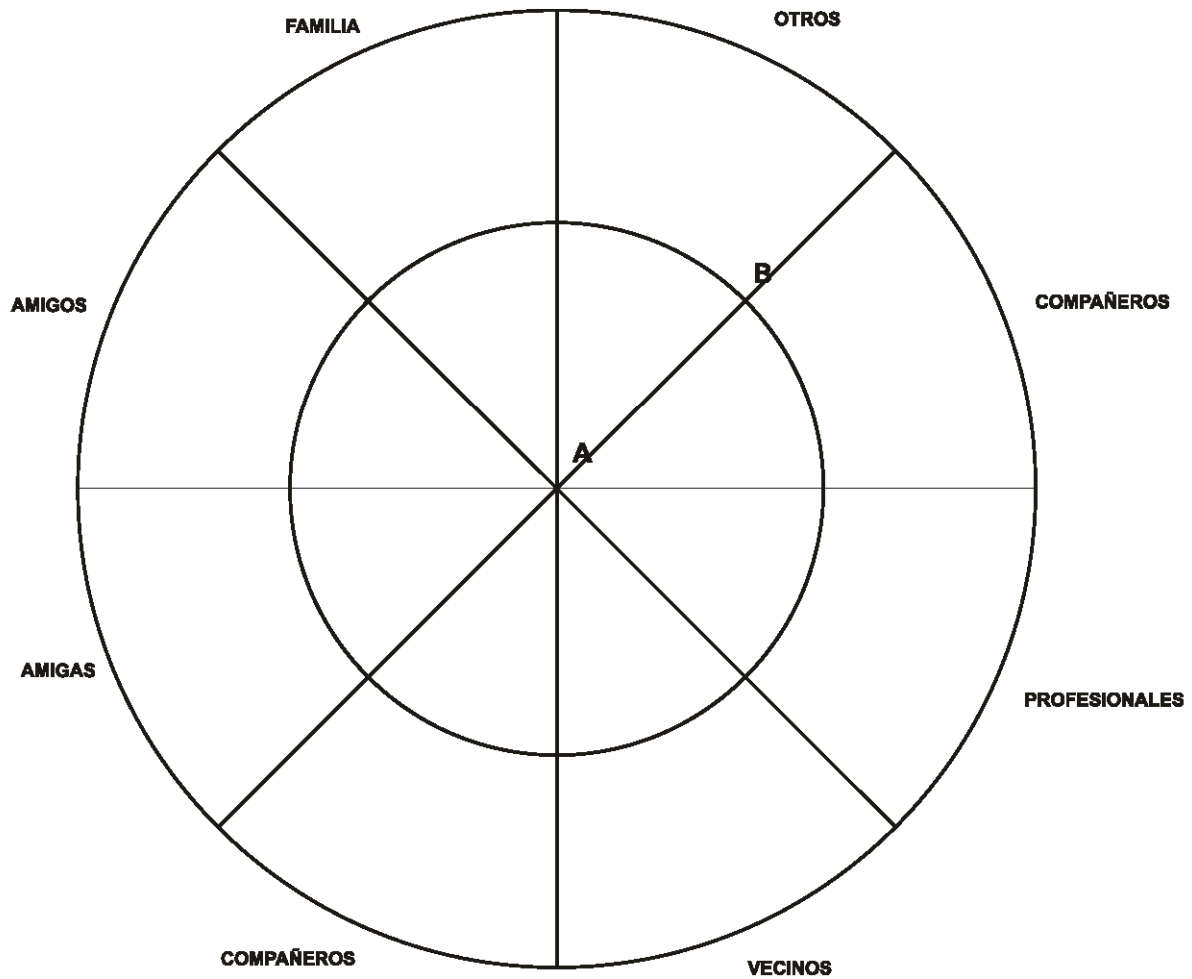 FAMILIA
OTROS
B
AMIGOS
COMPAÑEROS
A
AMIGAS
PROFESIONALES
COMPAÑEROS
VECINOS